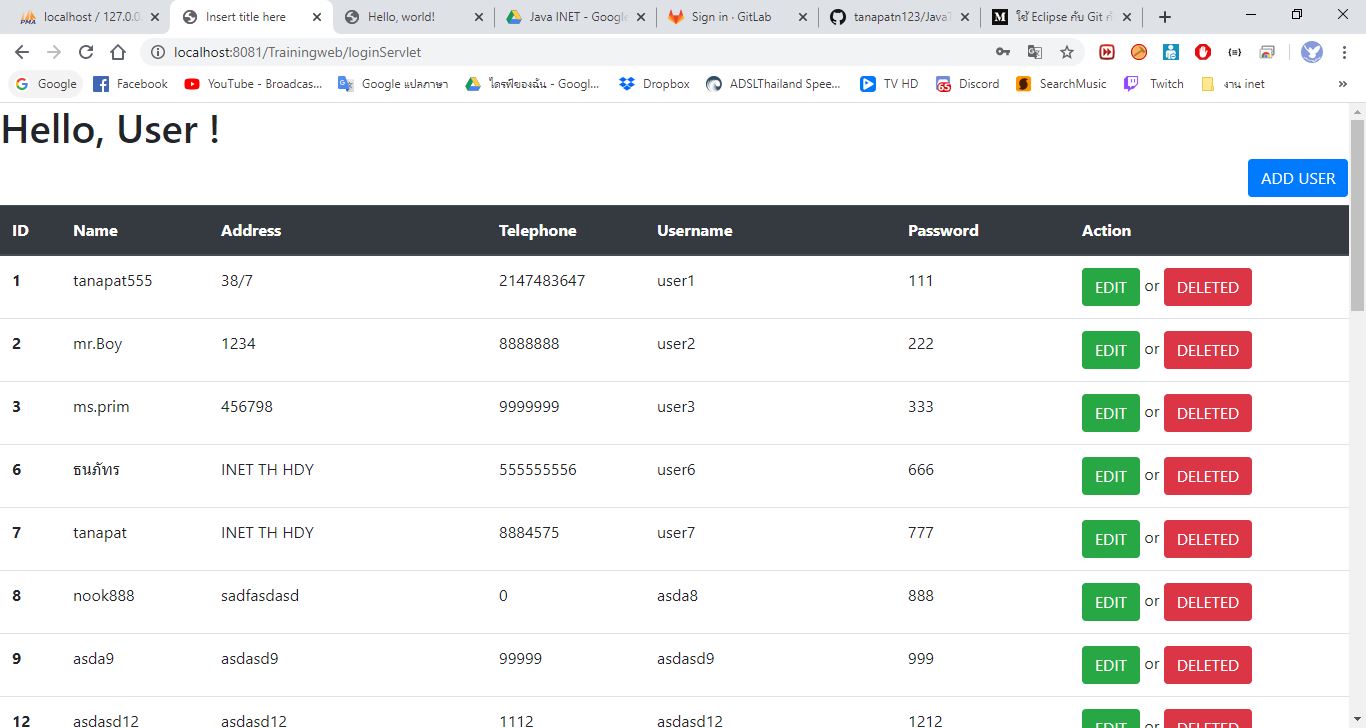 localhost / 127.0.0. Insert title here Hello, world! Java INET - Google Sign in · GitLab tanapatn123/JavaT ใช้ Eclipse กับ Git ก
localhost:8081/Trainingweb/loginServlet
Google Facebook YouTube - Broadcas... Google แปลภาษา ไดรฟ์ของฉัน - Googl... Dropbox ADSLThailand Spee... TV HD Discord SearchMusic Twitch งาน inet »
Hello, User !
ADD USER
ID Name Address Telephone Username Password Action
1 tanapat555 38/7 2147483647 user1 111 EDIT or DELETED
2 mr.Boy 1234 8888888 user2 222 EDIT or DELETED
3 ms.prim 456798 9999999 user3 333 EDIT or DELETED
6 ธนภัทร INET TH HDY 555555556 user6 666 EDIT or DELETED
7 tanapat INET TH HDY 8884575 user7 777 EDIT or DELETED
8 nook888 sadfasdasd 0 asda8 888 EDIT or DELETED
9 asda9 asdasd9 99999 asdasd9 999 EDIT or DELETED
12 asdasd12 asdasd12 1112 asdasd12 1212 EDIT or DELETED